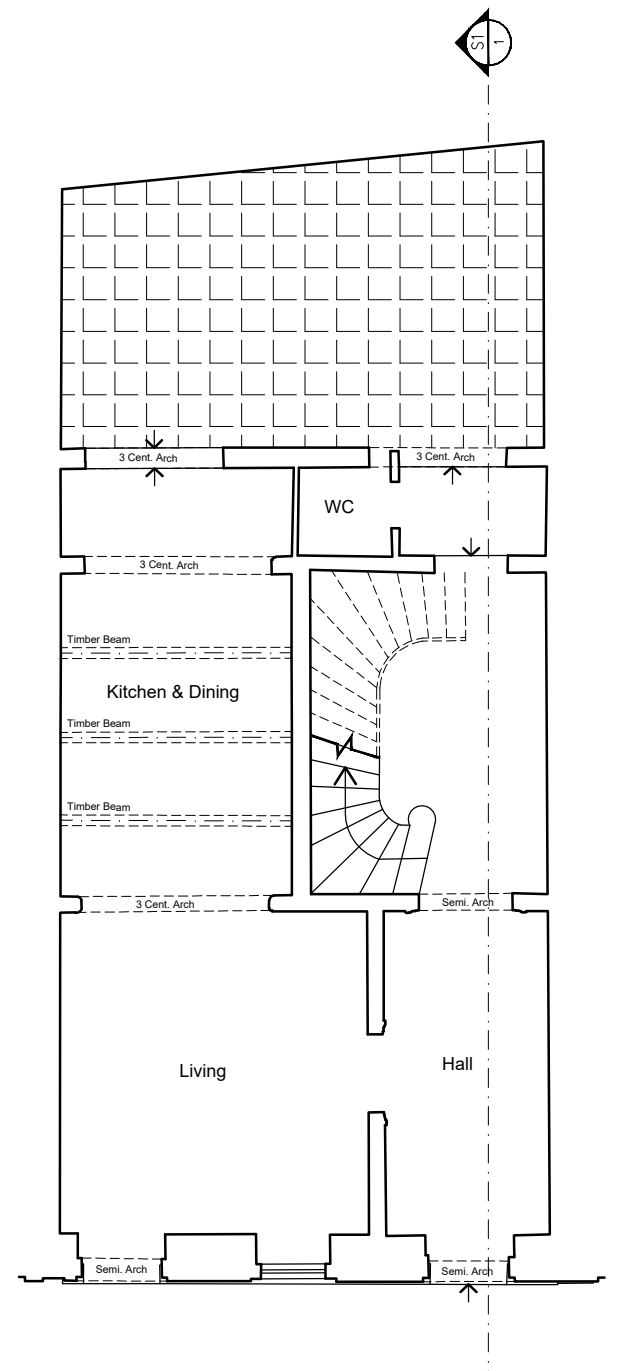 S1
1
3 Cent. Arch
3 Cent. Arch
WC
3 Cent. Arch
Timber Beam
Kitchen & Dining
Timber Beam
Timber Beam
3 Cent. Arch
Semi. Arch
Living
Hall
Semi. Arch
Semi. Arch